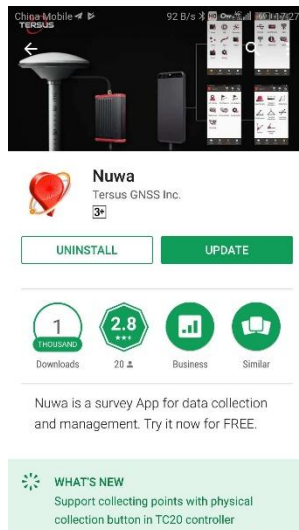 China Mobile 92 B/s 17:27
TERSUS
Nuwa
Tersus GNSS Inc.
3+
UNINSTALL
UPDATE
1
THOUSAND
Downloads
2.8
20
Business
Similar
Nuwa is a survey App for data collection
and management. Try it now for FREE.
WHAT'S NEW
Support collecting points with physical
collection button in TC20 controller